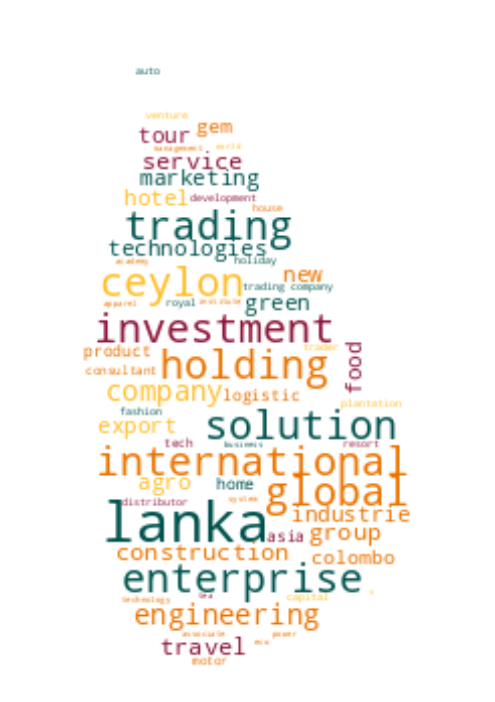 auto
venture
tour gem
management world
service
marketing
hotel development
house
trading
technologies
academy holiday
ceylon new
trading company
apparel royal institute green
investment
product trader
holding food
consultant
company logistic
plantation
fashion
export solution
tech business resort
international
agro home global
distributor system
lanka industrie
asia group
construction colombo
enterprise
technology tea capital
engineering
associate power
travel eco
motor